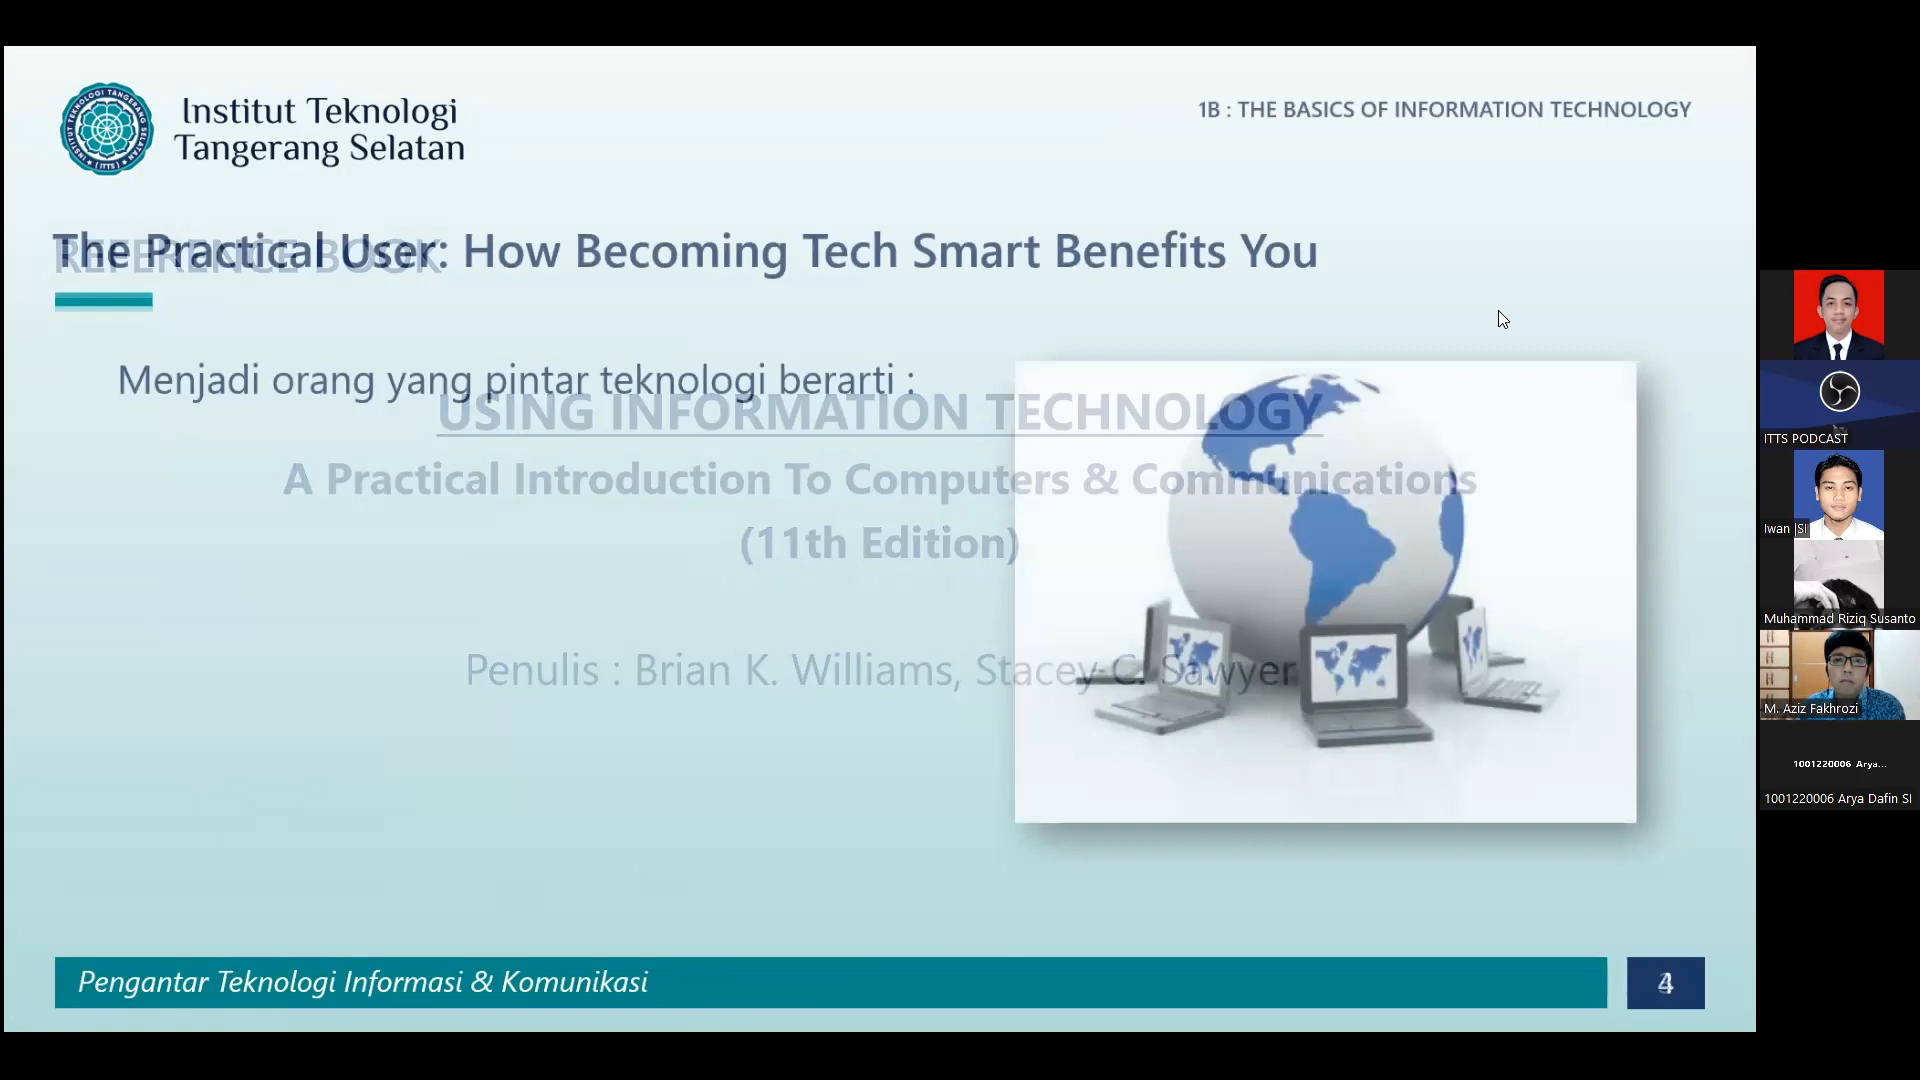 Institut Teknologi
Tangerang Selatan
1B : THE BASICS OF INFORMATION TECHNOLOGY
The Practical User: How Becoming Tech Smart Benefits You
REFERENCE BOOK
Menjadi orang yang pintar teknologi berarti :
USING INFORMATION TECHNOLOGY
A Practical Introduction To Computers & Communications
(11th Edition)
Penulis : Brian K. Williams, Stacey C. Sawyer
Pengantar Teknologi Informasi & Komunikasi
4
ITTS PODCAST
Iwan |SI
Muhammad Riziq Susanto
M. Aziz Fakhrozi
1001220006 Arya...
1001220006 Arya Dafin SI